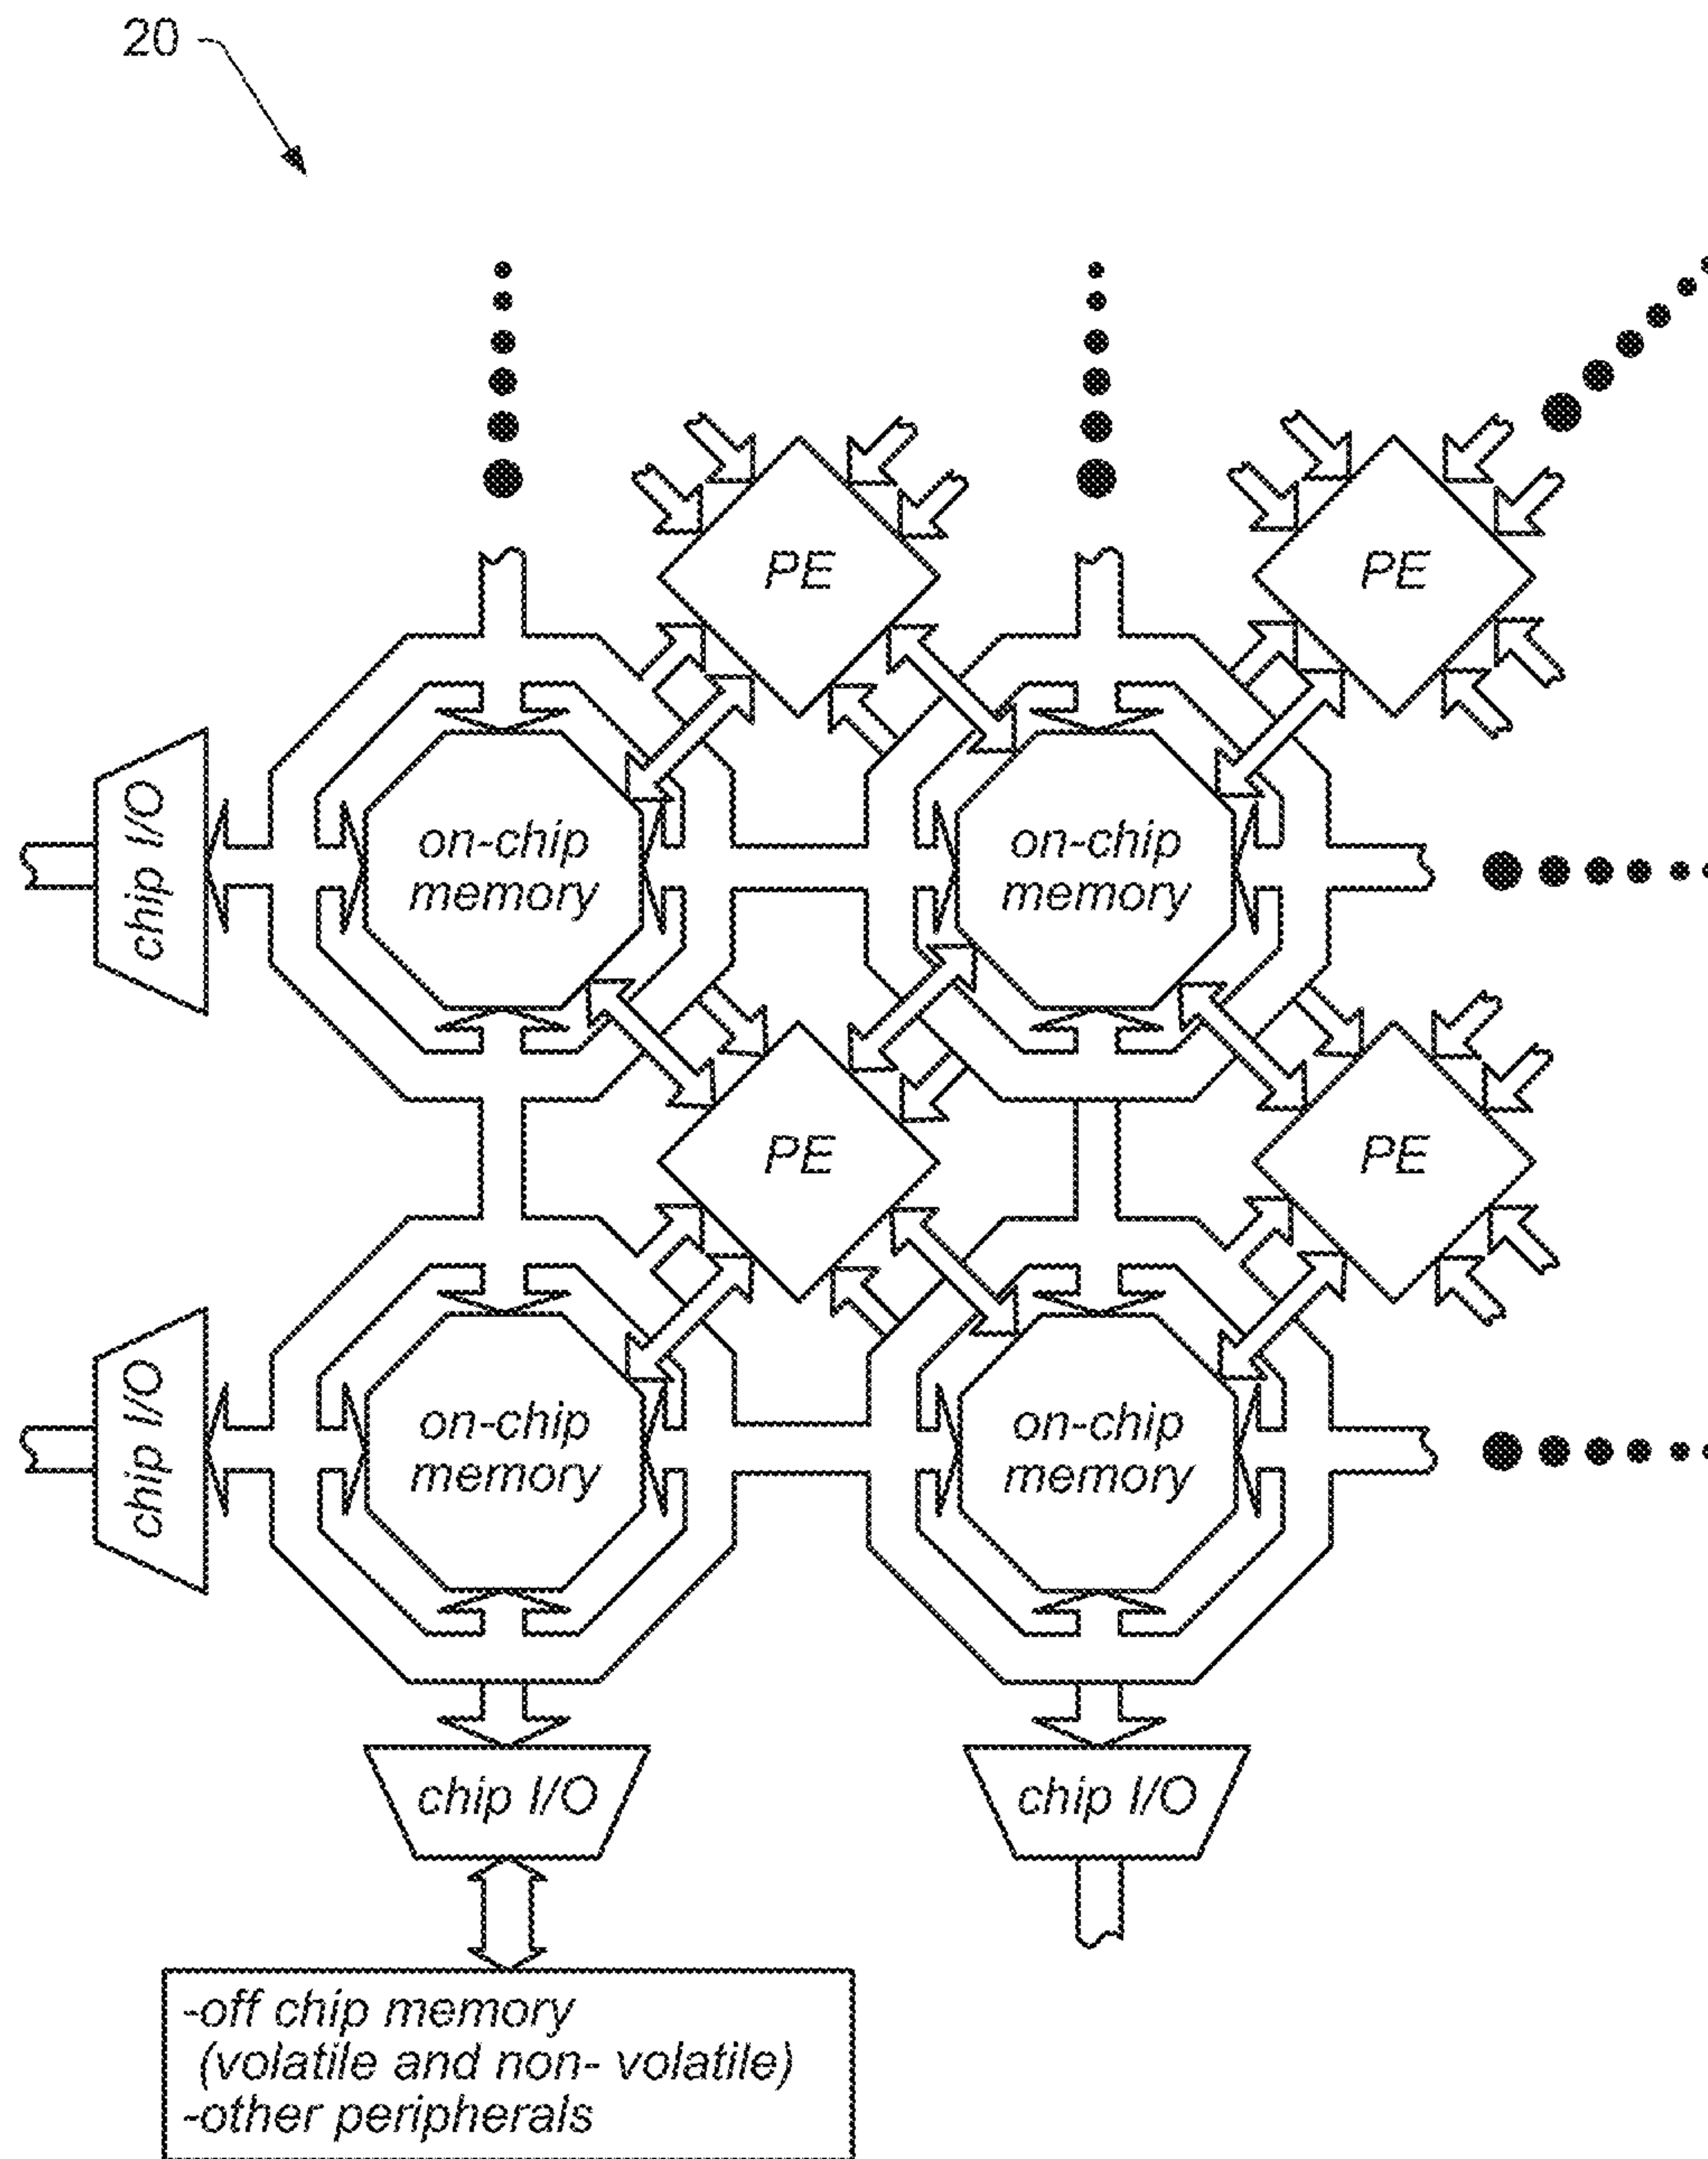 20
PE
PE
chip I/O
on-chip
memory
on-chip
memory
PE
PE
chip I/O
on-chip
memory
on-chip
memory
chip I/O
chip I/O
-off chip memory
(volatile and non- volatile)
-other peripherals